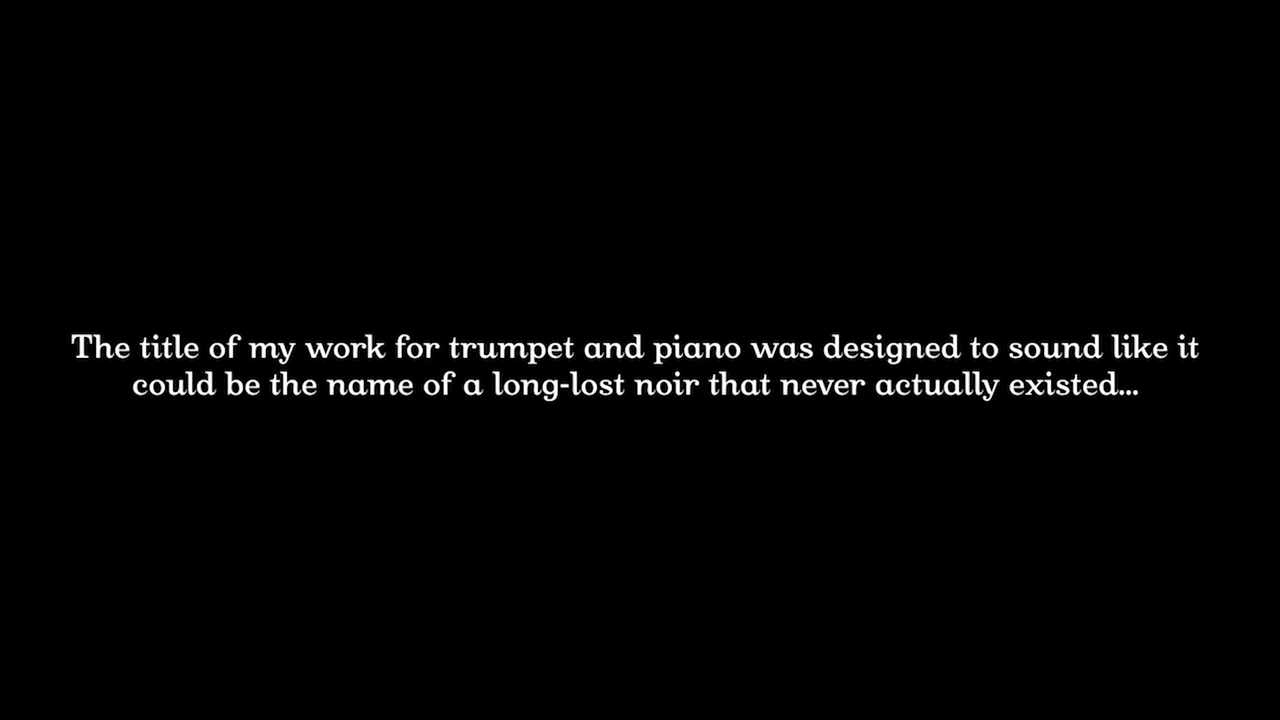 The title of my work for trumpet and piano was designed to sound like it
could be the name of a long-lost noir that never actually existed...